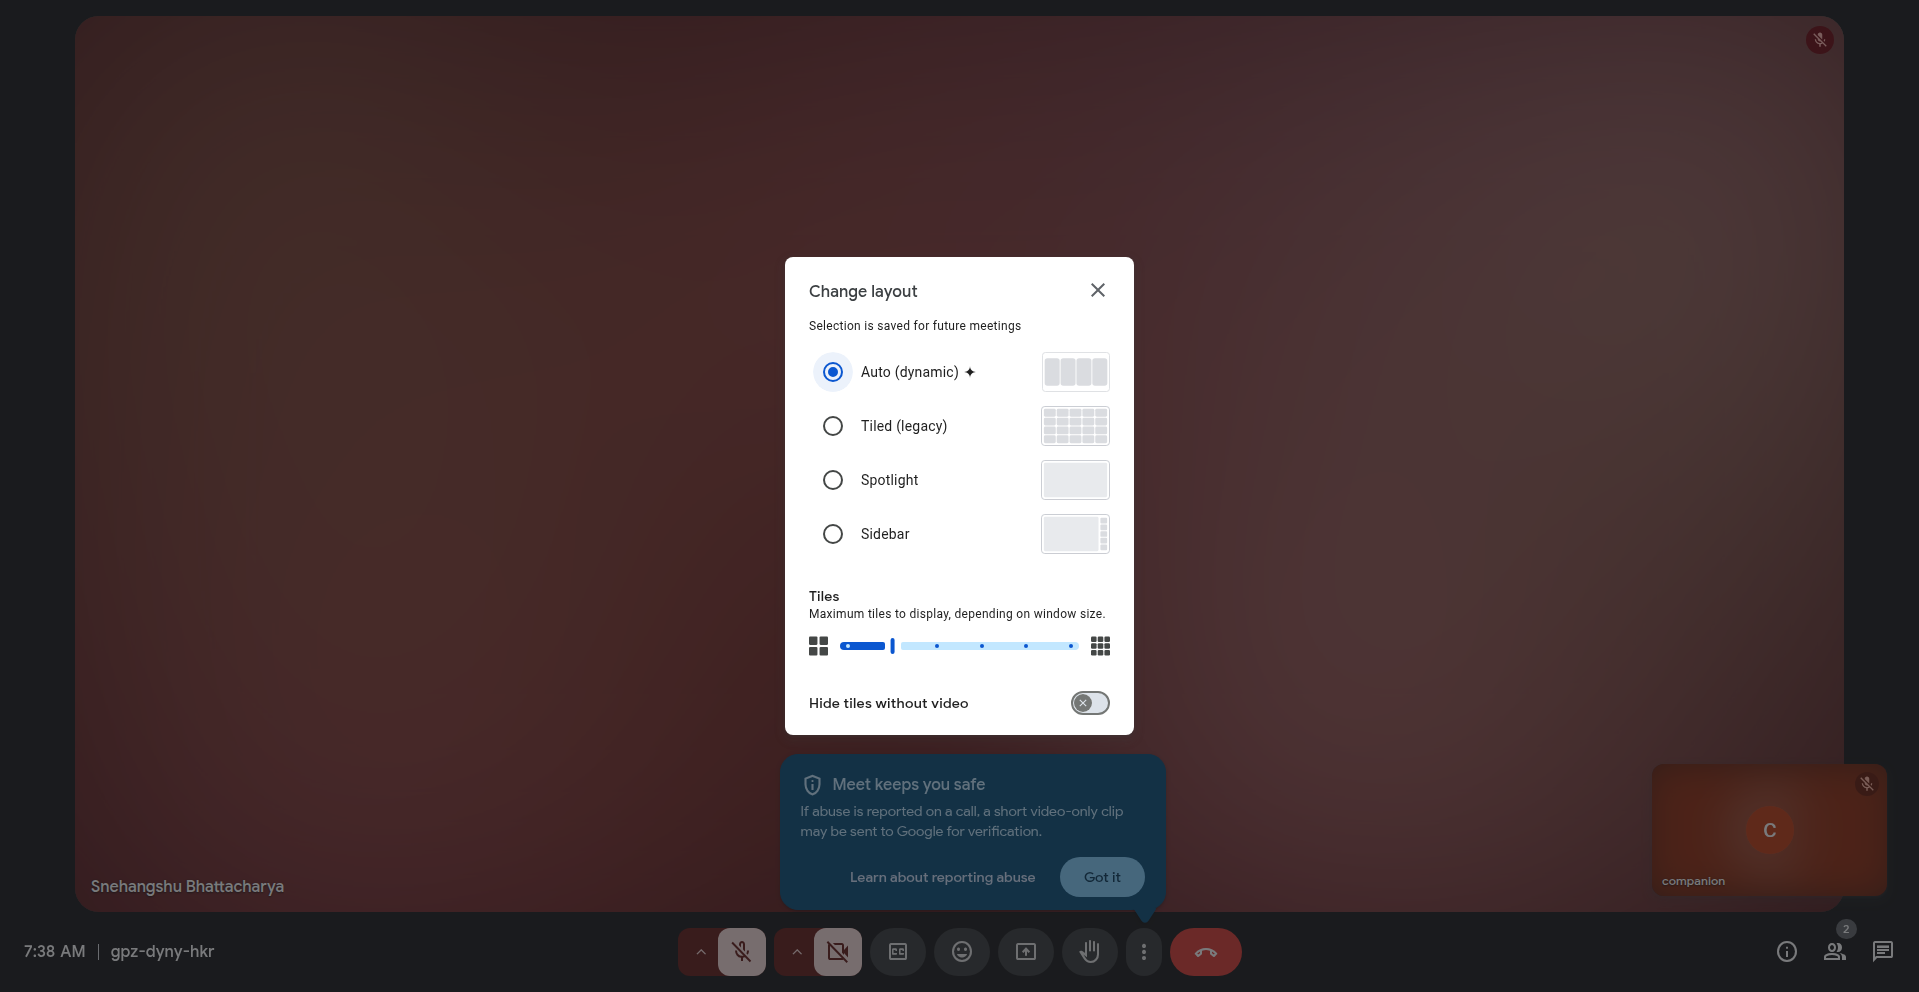 Change layout
Selection is saved for future meetings
Auto (dynamic)
Tiled (legacy)
Spotlight
Sidebar
Tiles
Maximum tiles to display, depending on window size.
Hide tiles without video
Meet keeps you safe
If abuse is reported on a call, a short video-only clip
may be sent to Google for verification.
Learn about reporting abuse
Got it
C
companion
Snehangshu Bhattacharya
7:38 AM | gpz-dyny-hkr
CC
2